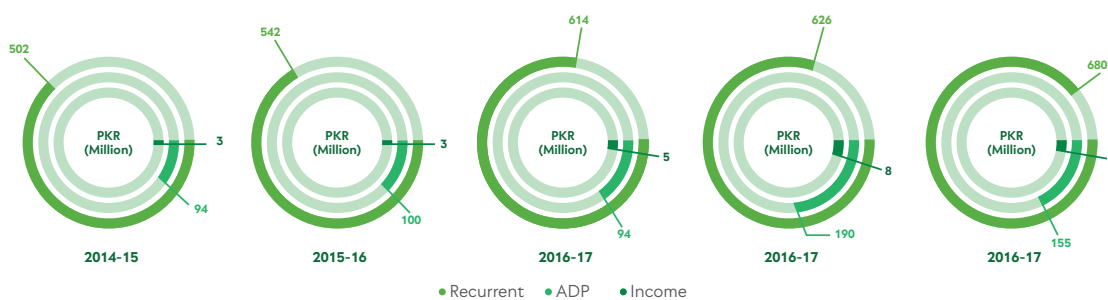 502
PKR
(Million)
3
94
2014-15
542
PKR
(Million)
3
100
2015-16
614
PKR
(Million)
5
94
2016-17
626
PKR
(Million)
8
190
2016-17
680
PKR
(Million)
155
2016-17
Recurrent ADP Income